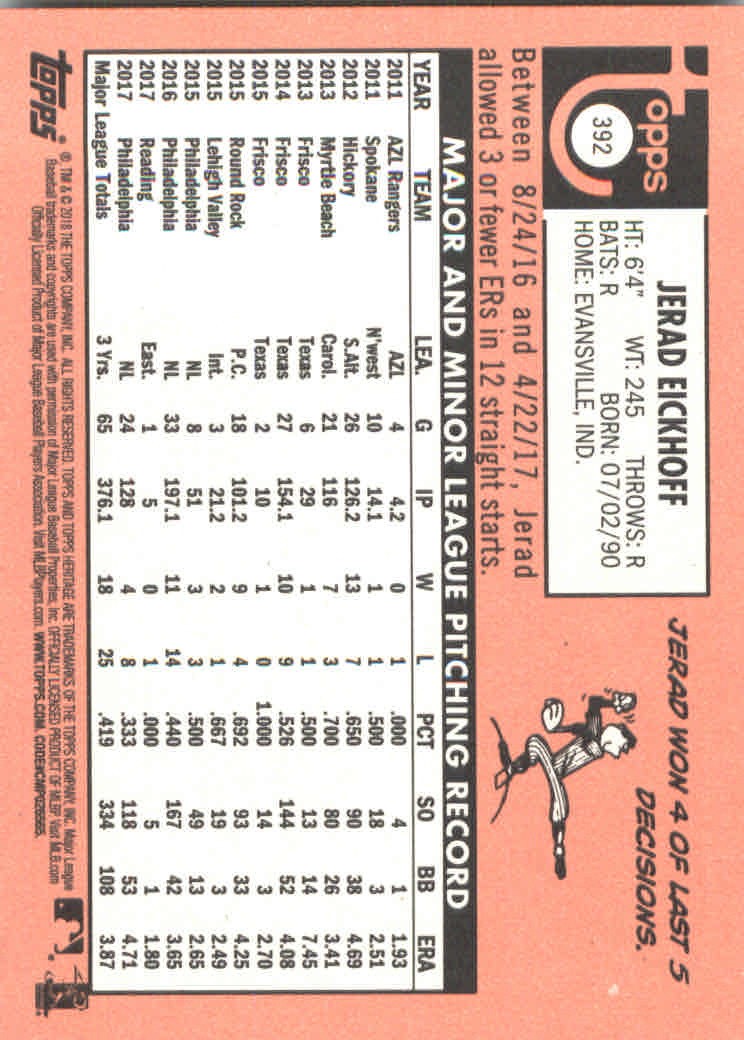 topps
392
JERAD EICKHOFF
HT: 6'4" WT: 245 THROWS: R
BATS: R BORN: 07/02/90
HOME: EVANSVILLE, IND.
JERAD WON 4 OF LAST 5
DECISIONS.
Between 8/24/16 and 4/22/17, Jerad
allowed 3 or fewer ERs in 12 straight starts.
MAJOR AND MINOR LEAGUE PITCHING RECORD
YEAR TEAM LEA. G IP W L PCT SO BB ERA
2011 AZL Rangers AZL 4 4.2 0 1 .000 4 1 1.93
2011 Spokane N'west 10 14.1 1 1 .500 18 3 2.51
2012 Hickory S.Atl. 26 126.2 13 7 .650 90 38 4.69
2013 Myrtle Beach Carol. 21 116 7 3 .700 80 26 3.41
2013 Frisco Texas 6 29 1 1 .500 13 14 7.45
2014 Frisco Texas 27 154.1 10 9 .526 144 52 4.08
2015 Frisco Texas 2 10 1 0 1.000 14 3 2.70
2015 Round Rock P.C. 18 101.2 9 4 .692 93 33 4.25
2015 Lehigh Valley Int. 3 21.2 2 1 .667 19 3 2.49
2015 Philadelphia NL 8 51 3 3 .500 49 13 2.65
2016 Philadelphia NL 33 197.1 11 14 .440 167 42 3.65
2017 Reading East. 1 5 0 1 .000 5 1 1.80
2017 Philadelphia NL 24 128 4 8 .333 118 53 4.71
Major League Totals 3 Yrs. 65 376.1 18 25 .419 334 108 3.87
topps
® TM & © 2018 THE TOPPS COMPANY, INC. ALL RIGHTS RESERVED. TOPPS AND TOPPS HERITAGE ARE TRADEMARKS OF THE TOPPS COMPANY, INC. Major League
Baseball trademarks and copyrights are used with permission of Major League Baseball Properties, Inc. OFFICIALLY LICENSED PRODUCT OF MLBP. Visit MLB.com
Officially Licensed Product of Major League Baseball Players Association. Visit MLBPlayers.com. WWW.TOPPS.COM.